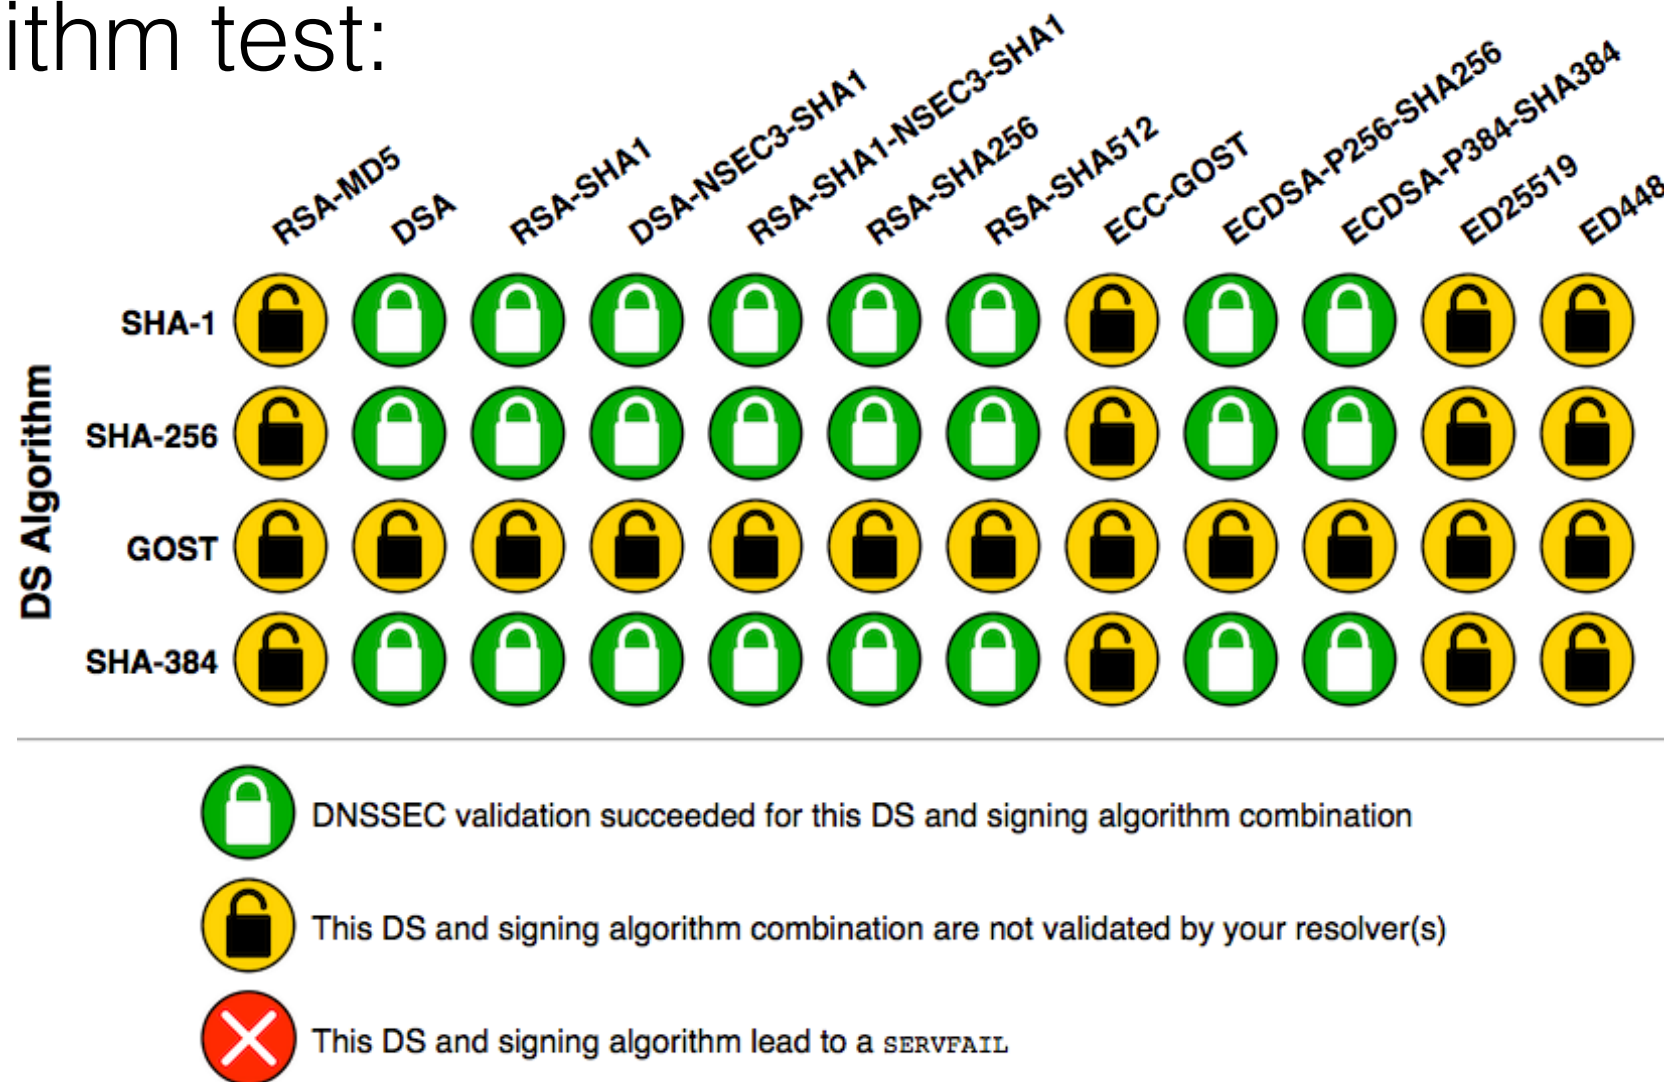 ithm test:
RSA-MD5
DSA
RSA-SHA1
DSA-NSEC3-SHA1
RSA-SHA1-NSEC3-SHA1
RSA-SHA256
RSA-SHA512
ECC-GOST
ECDSA-P256-SHA256
ECDSA-P384-SHA384
ED25519
ED448
DS Algorithm
SHA-1
SHA-256
GOST
SHA-384
DNSSEC validation succeeded for this DS and signing algorithm combination
This DS and signing algorithm combination are not validated by your resolver(s)
This DS and signing algorithm lead to a SERVFAIL